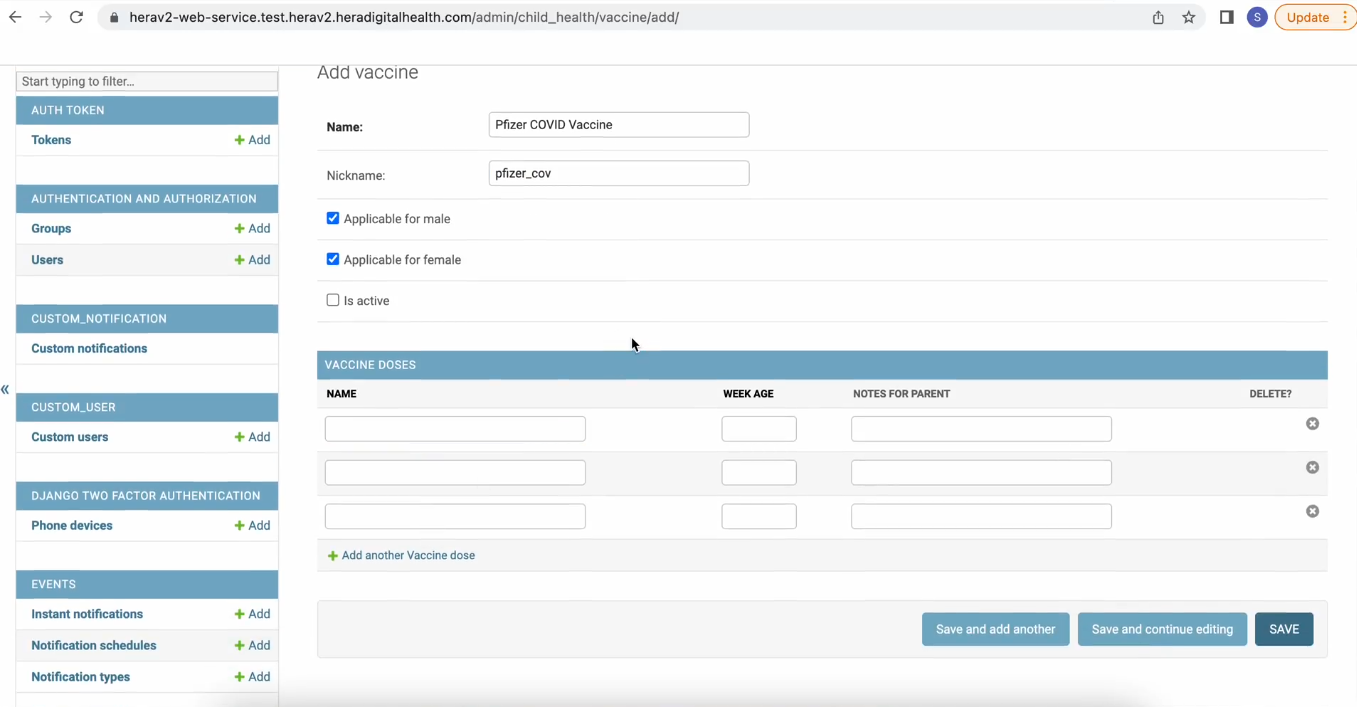 herav2-web-service.test.herav2.heradigitalhealth.com/admin/child_health/vaccine/add/
S
Update
Start typing to filter...
AUTH TOKEN
Tokens + Add
AUTHENTICATION AND AUTHORIZATION
Groups + Add
Users + Add
CUSTOM_NOTIFICATION
Custom notifications
«
CUSTOM_USER
Custom users + Add
DJANGO TWO FACTOR AUTHENTICATION
Phone devices + Add
EVENTS
Instant notifications + Add
Notification schedules + Add
Notification types + Add
Add vaccine
Name: Pfizer COVID Vaccine
Nickname: pfizer_cov
Applicable for male
Applicable for female
Is active
VACCINE DOSES
NAME WEEK AGE NOTES FOR PARENT DELETE?
+ Add another Vaccine dose
Save and add another Save and continue editing SAVE